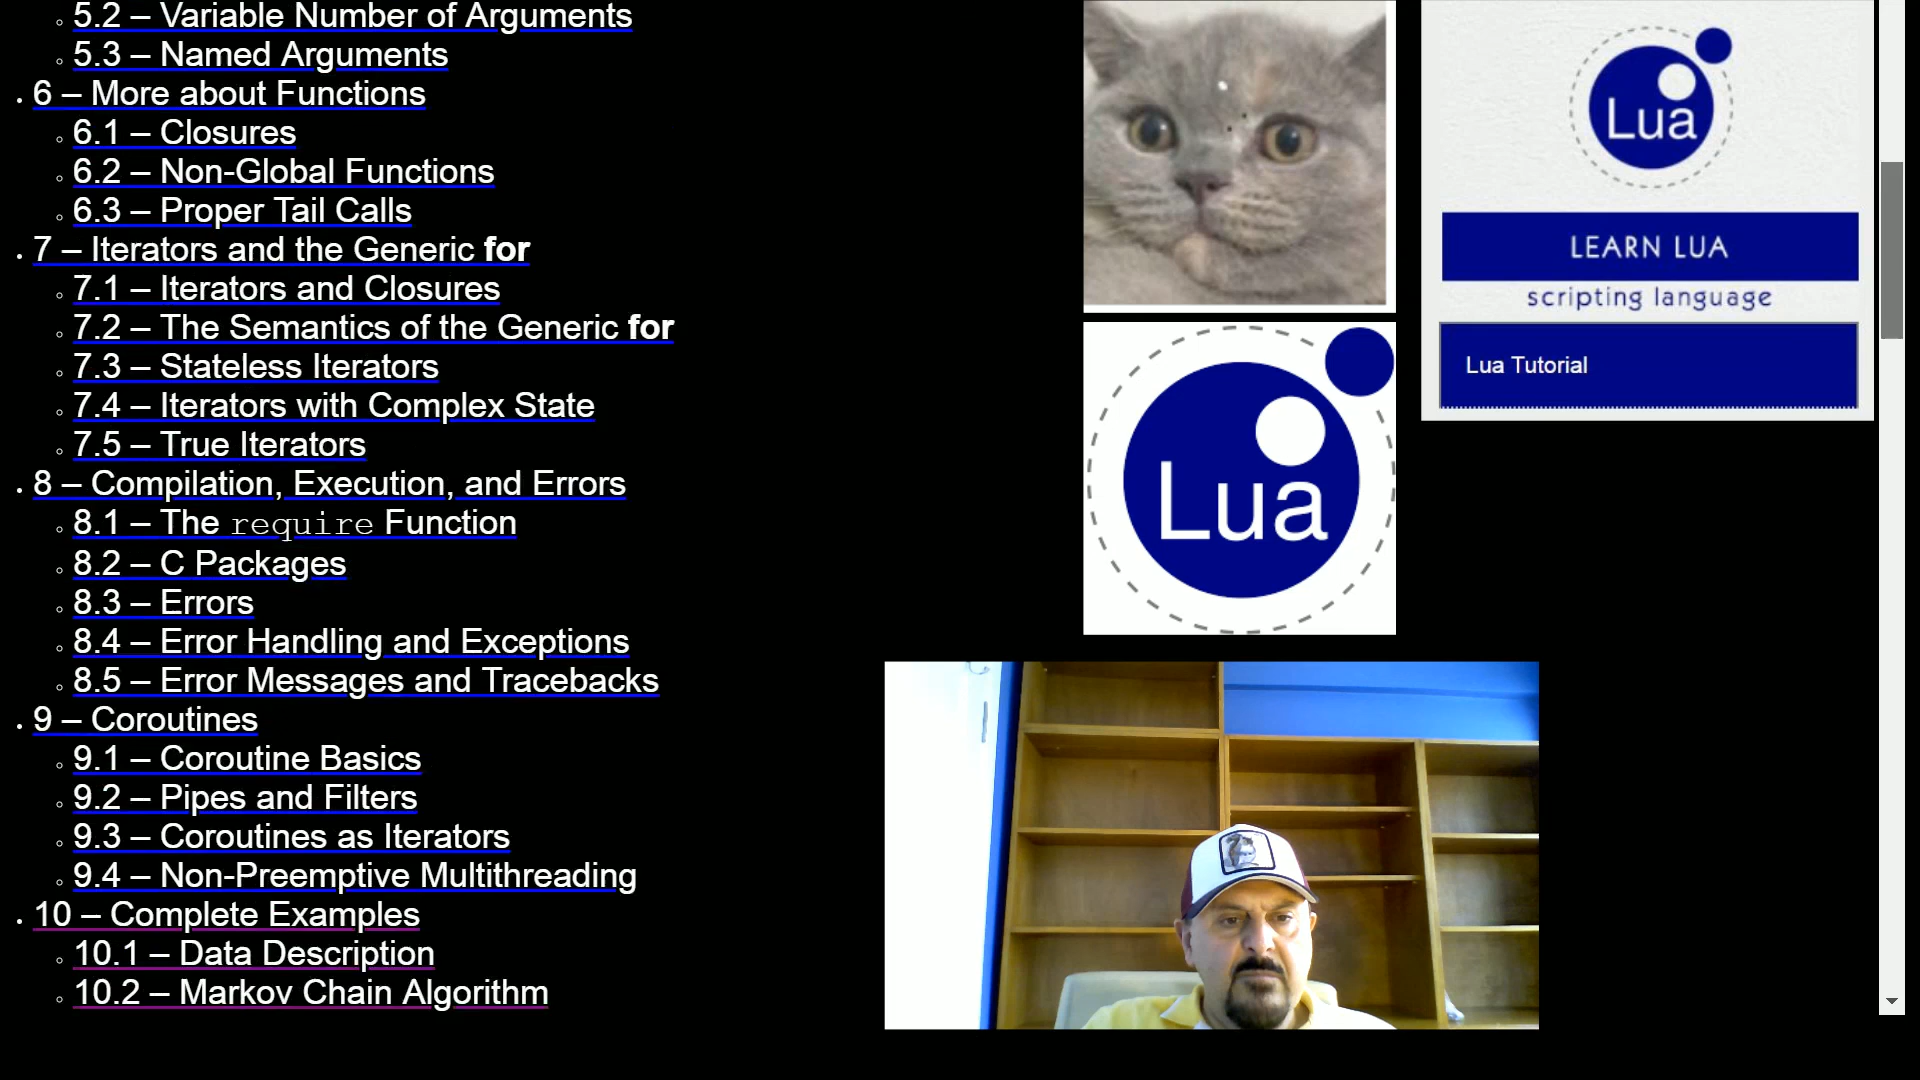 5.2 – Variable Number of Arguments
5.3 – Named Arguments
6 – More about Functions
6.1 – Closures
6.2 – Non-Global Functions
6.3 – Proper Tail Calls
7 – Iterators and the Generic for
7.1 – Iterators and Closures
7.2 – The Semantics of the Generic for
7.3 – Stateless Iterators
7.4 – Iterators with Complex State
7.5 – True Iterators
8 – Compilation, Execution, and Errors
8.1 – The require Function
8.2 – C Packages
8.3 – Errors
8.4 – Error Handling and Exceptions
8.5 – Error Messages and Tracebacks
9 – Coroutines
9.1 – Coroutine Basics
9.2 – Pipes and Filters
9.3 – Coroutines as Iterators
9.4 – Non-Preemptive Multithreading
10 – Complete Examples
10.1 – Data Description
10.2 – Markov Chain Algorithm
Lua
Lua
LEARN LUA
scripting language
Lua Tutorial